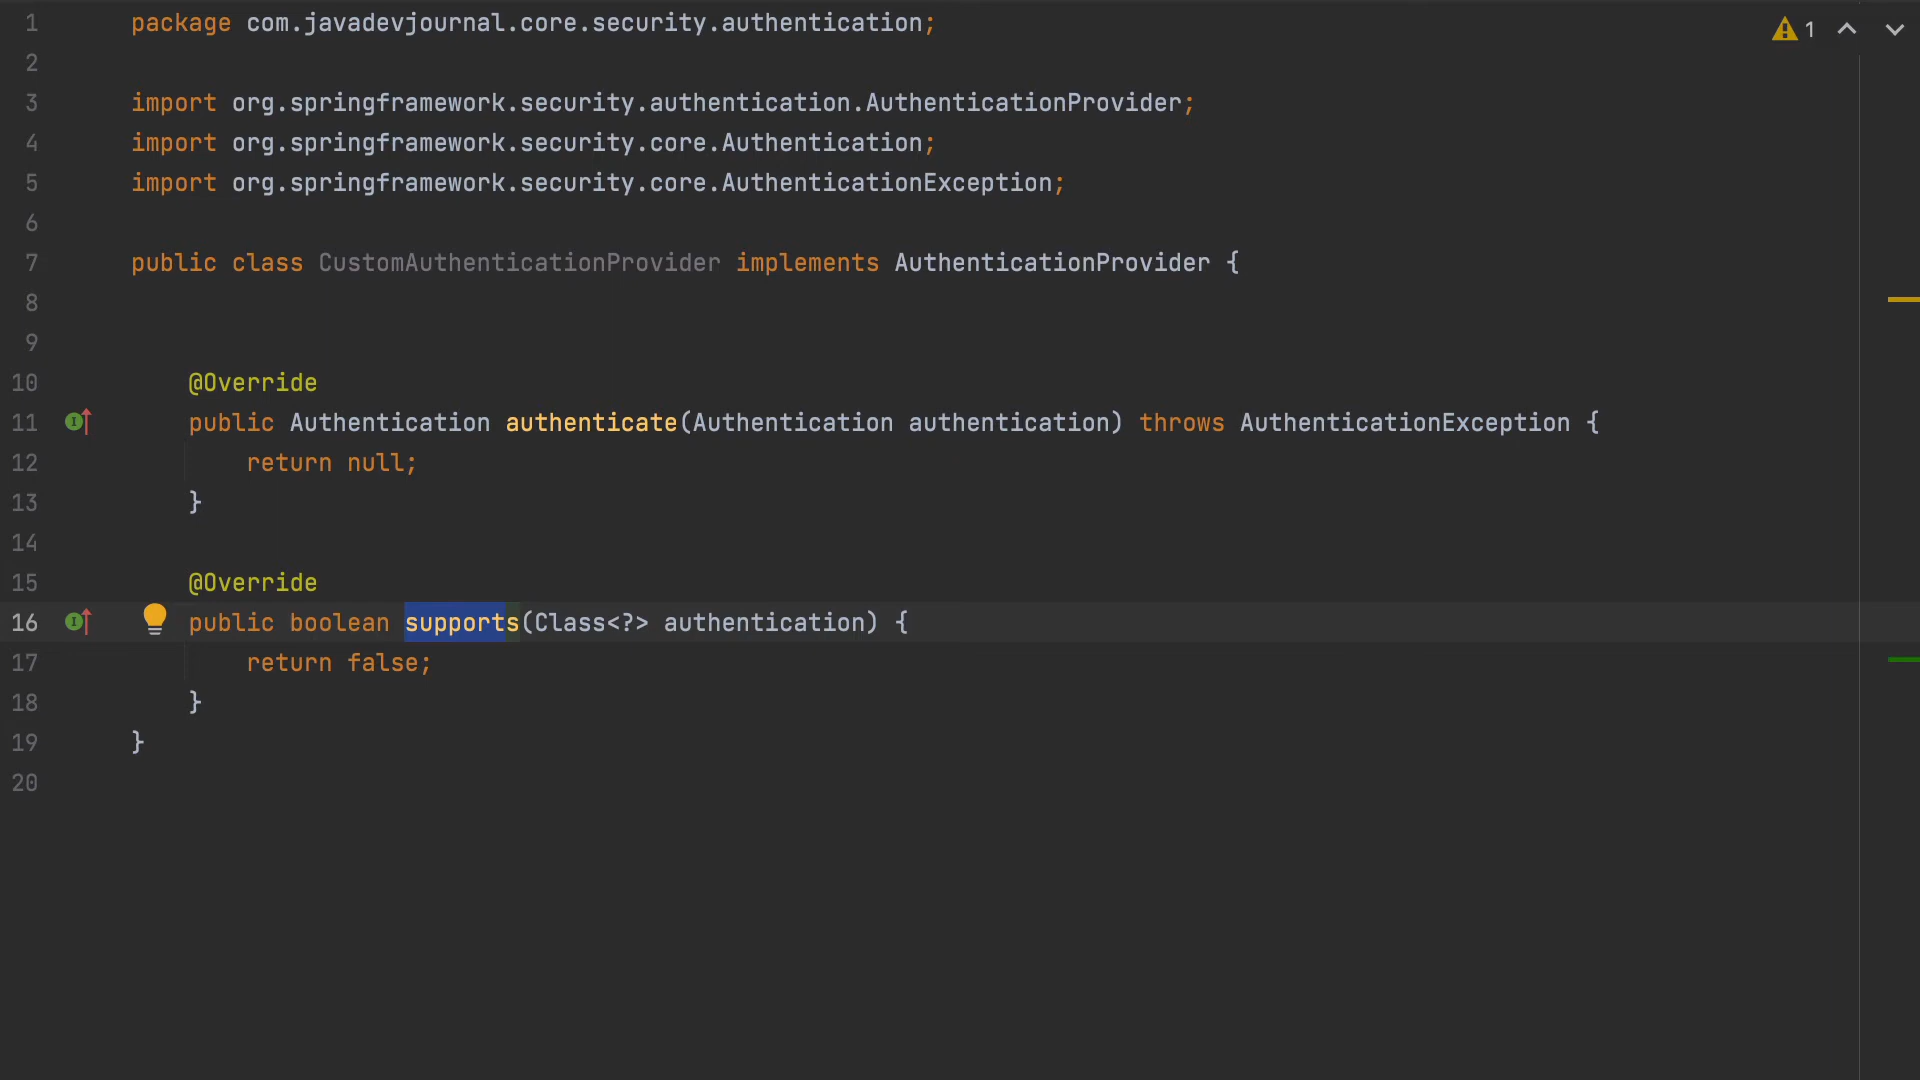 1 package com.javadevjournal.core.security.authentication;
1
2
3 import org.springframework.security.authentication.AuthenticationProvider;
4 import org.springframework.security.core.Authentication;
5 import org.springframework.security.core.AuthenticationException;
6
7 public class CustomAuthenticationProvider implements AuthenticationProvider {
8
9
10 @Override
11 public Authentication authenticate(Authentication authentication) throws AuthenticationException {
12 return null;
13 }
14
15 @Override
16 public boolean supports(Class<?> authentication) {
17 return false;
18 }
19 }
20